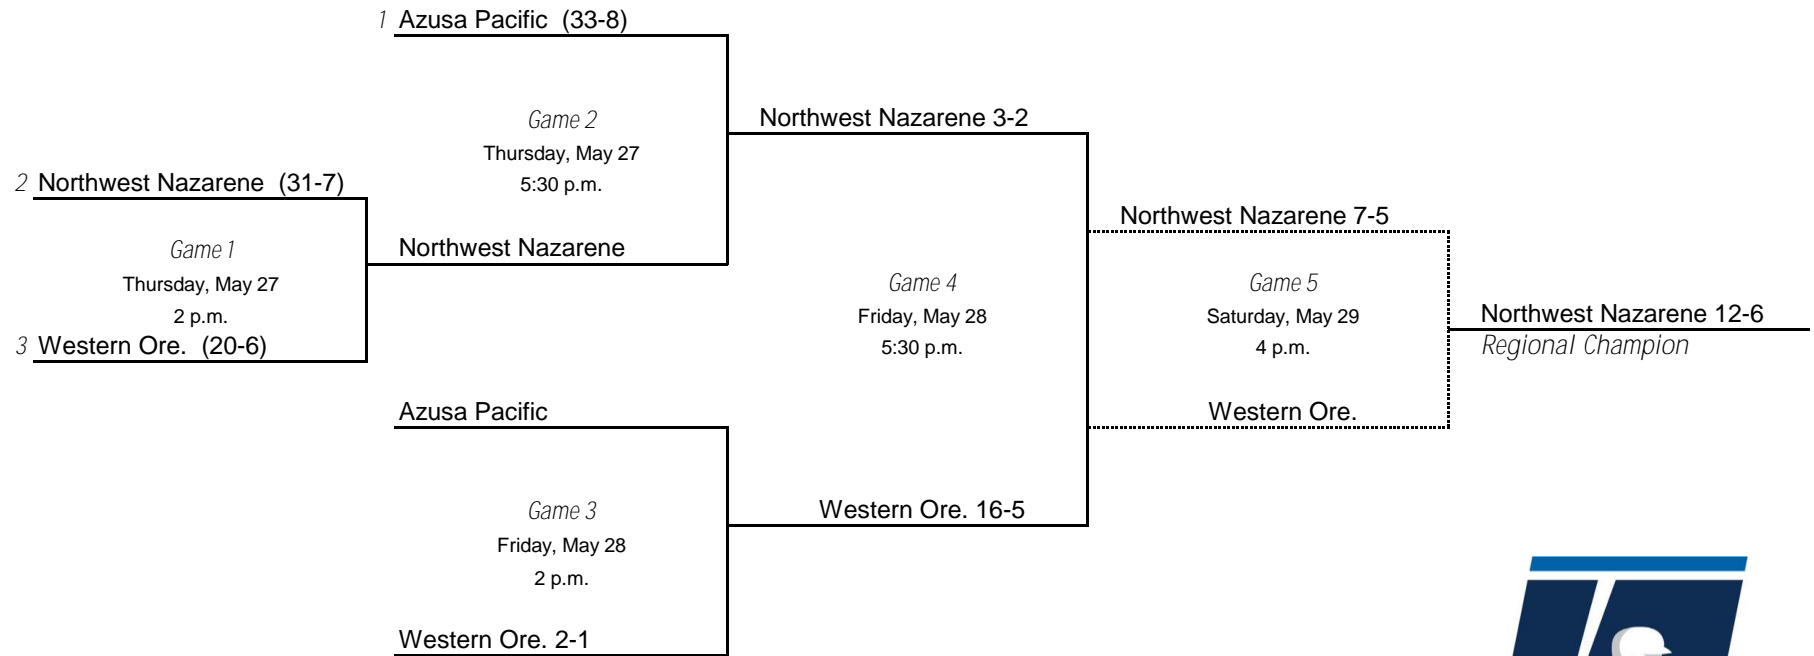 1 Azusa Pacific (33-8)
Game 2
Thursday, May 27
5:30 p.m.
Northwest Nazarene 3-2
2 Northwest Nazarene (31-7)
Game 1
Thursday, May 27
2 p.m.
3 Western Ore. (20-6)
Northwest Nazarene
Northwest Nazarene 7-5
Game 4
Friday, May 28
5:30 p.m.
Game 5
Saturday, May 29
4 p.m.
Northwest Nazarene 12-6
Regional Champion
Azusa Pacific
Western Ore.
Game 3
Friday, May 28
2 p.m.
Western Ore. 16-5
Western Ore. 2-1